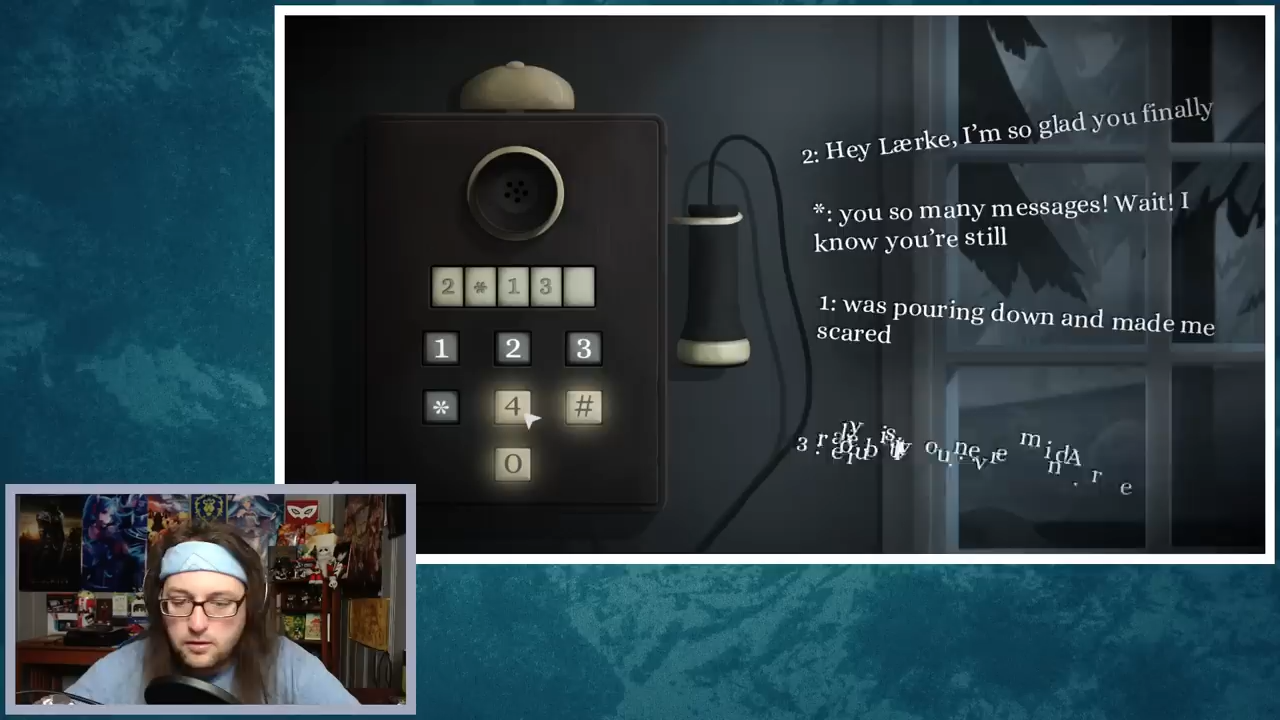 2: Hey Lærke, I'm so glad you finally
*: you so many messages! Wait! I
know you're still
2 * 1 3
1: was pouring down and made me
scared
1 2 3
* 4 #
3:
0